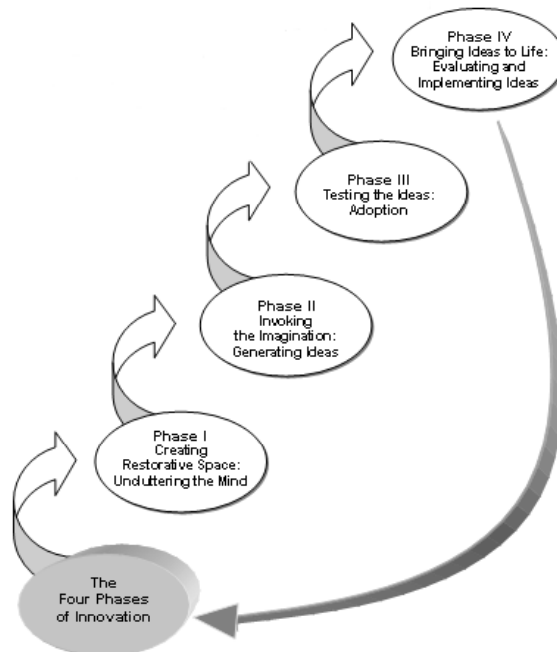 Phase IV
Bringing Ideas to Life:
Evaluating and
Implementing Ideas
Phase III
Testing the Ideas:
Adoption
Phase II
Invoking
the Imagination:
Generating Ideas
Phase I
Creating
Restorative Space:
Uncluttering the Mind
The
Four Phases
of Innovation